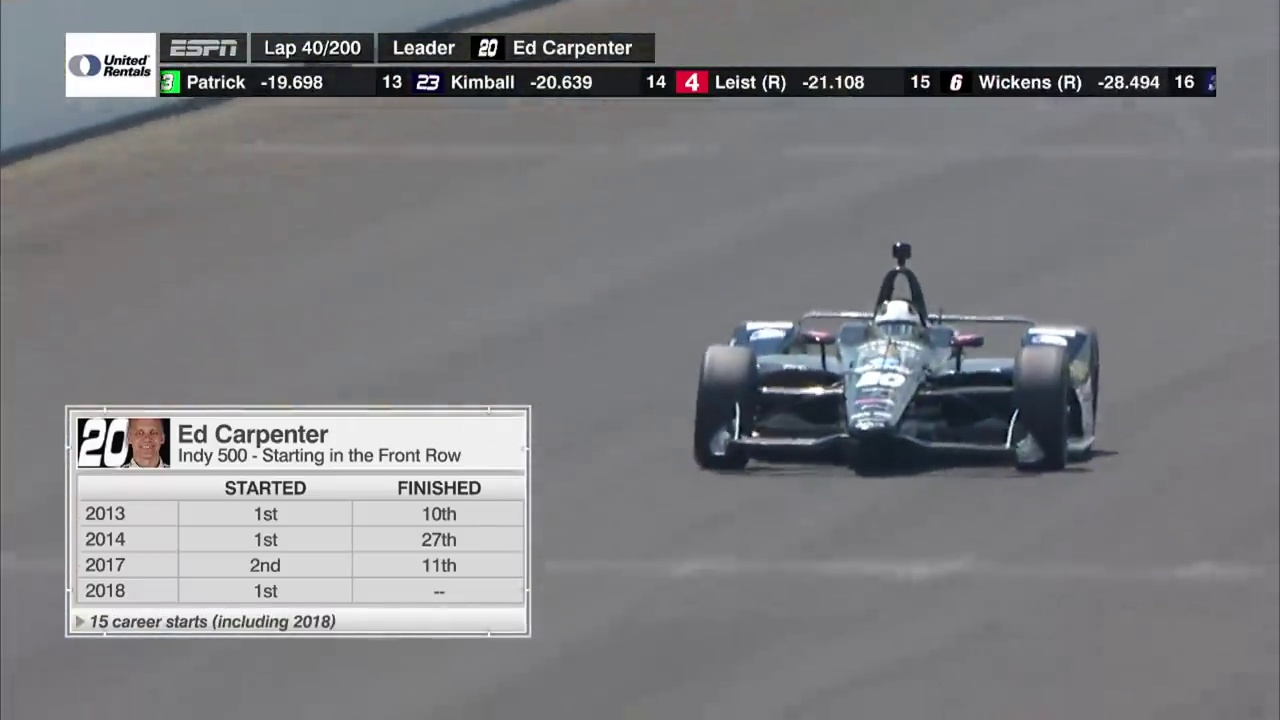 United Rentals
ESPN Lap 40/200 Leader 20 Ed Carpenter
3 Patrick -19.698 13 23 Kimball -20.639 14 4 Leist (R) -21.108 15 6 Wickens (R) -28.494 16
20
20 Ed Carpenter
Indy 500 - Starting in the Front Row
STARTED FINISHED
2013 1st 10th
2014 1st 27th
2017 2nd 11th
2018 1st --
15 career starts (including 2018)